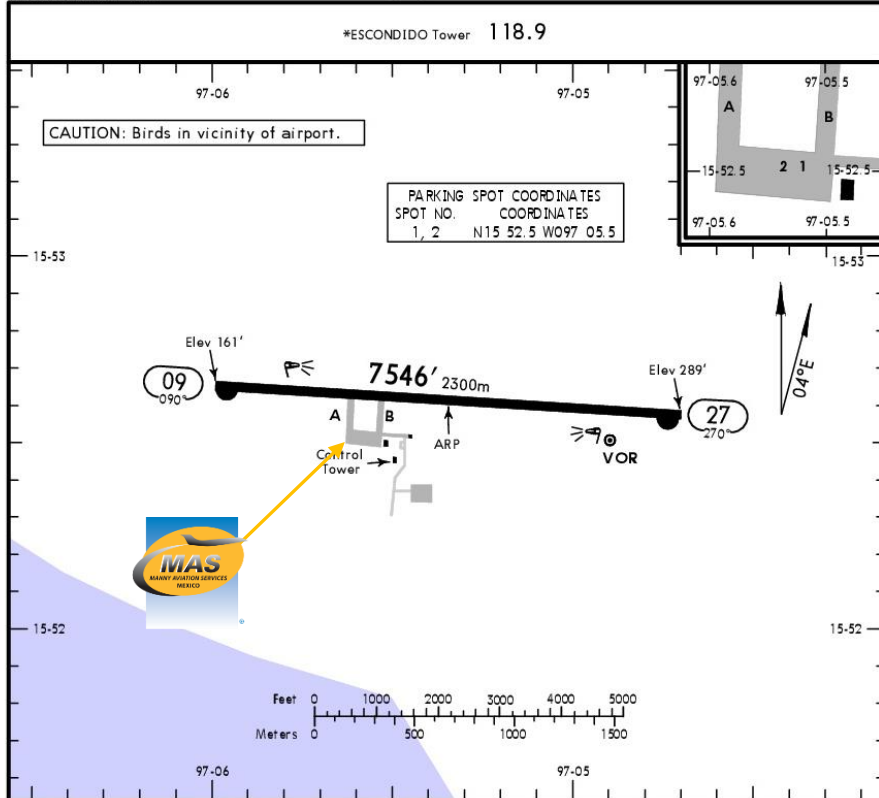 *ESCONDIDO Tower 118.9
97-06
97-05
CAUTION: Birds in vicinity of airport.
PARKING SPOT COORDINATES
SPOT NO. COORDINATES
1, 2 N15 52.5 W097 05.5
97-05.6 97-05.5
A
B
15-52.5 2 1 15-52.5
97-05.6 97-05.5
15-53
15-53
Elev 161'
09
090°
7546' 2300m
Elev 289'
27
270°
04°E
A B
ARP
Control
Tower
VOR
MAS
MANNY AVIATION SERVICES
MEXICO
®
15-52
15-52
Feet 0 1000 2000 3000 4000 5000
Meters 0 500 1000 1500
97-06
97-05